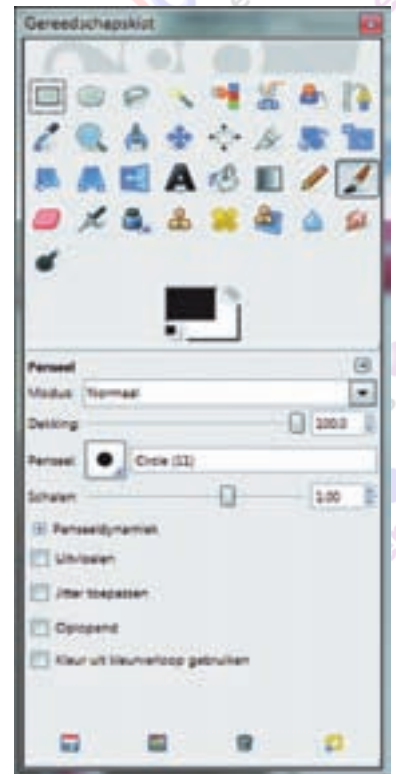 Gereedschapskist
Penseel
Modus: Normaal
Dekking: 100.0
Penseel: Circle (11)
Schalen: 1.00
Penseeldynamiek
Uitvloeien
Jitter toepassen
Oplopend
Kleur uit kleurverloop gebruiken